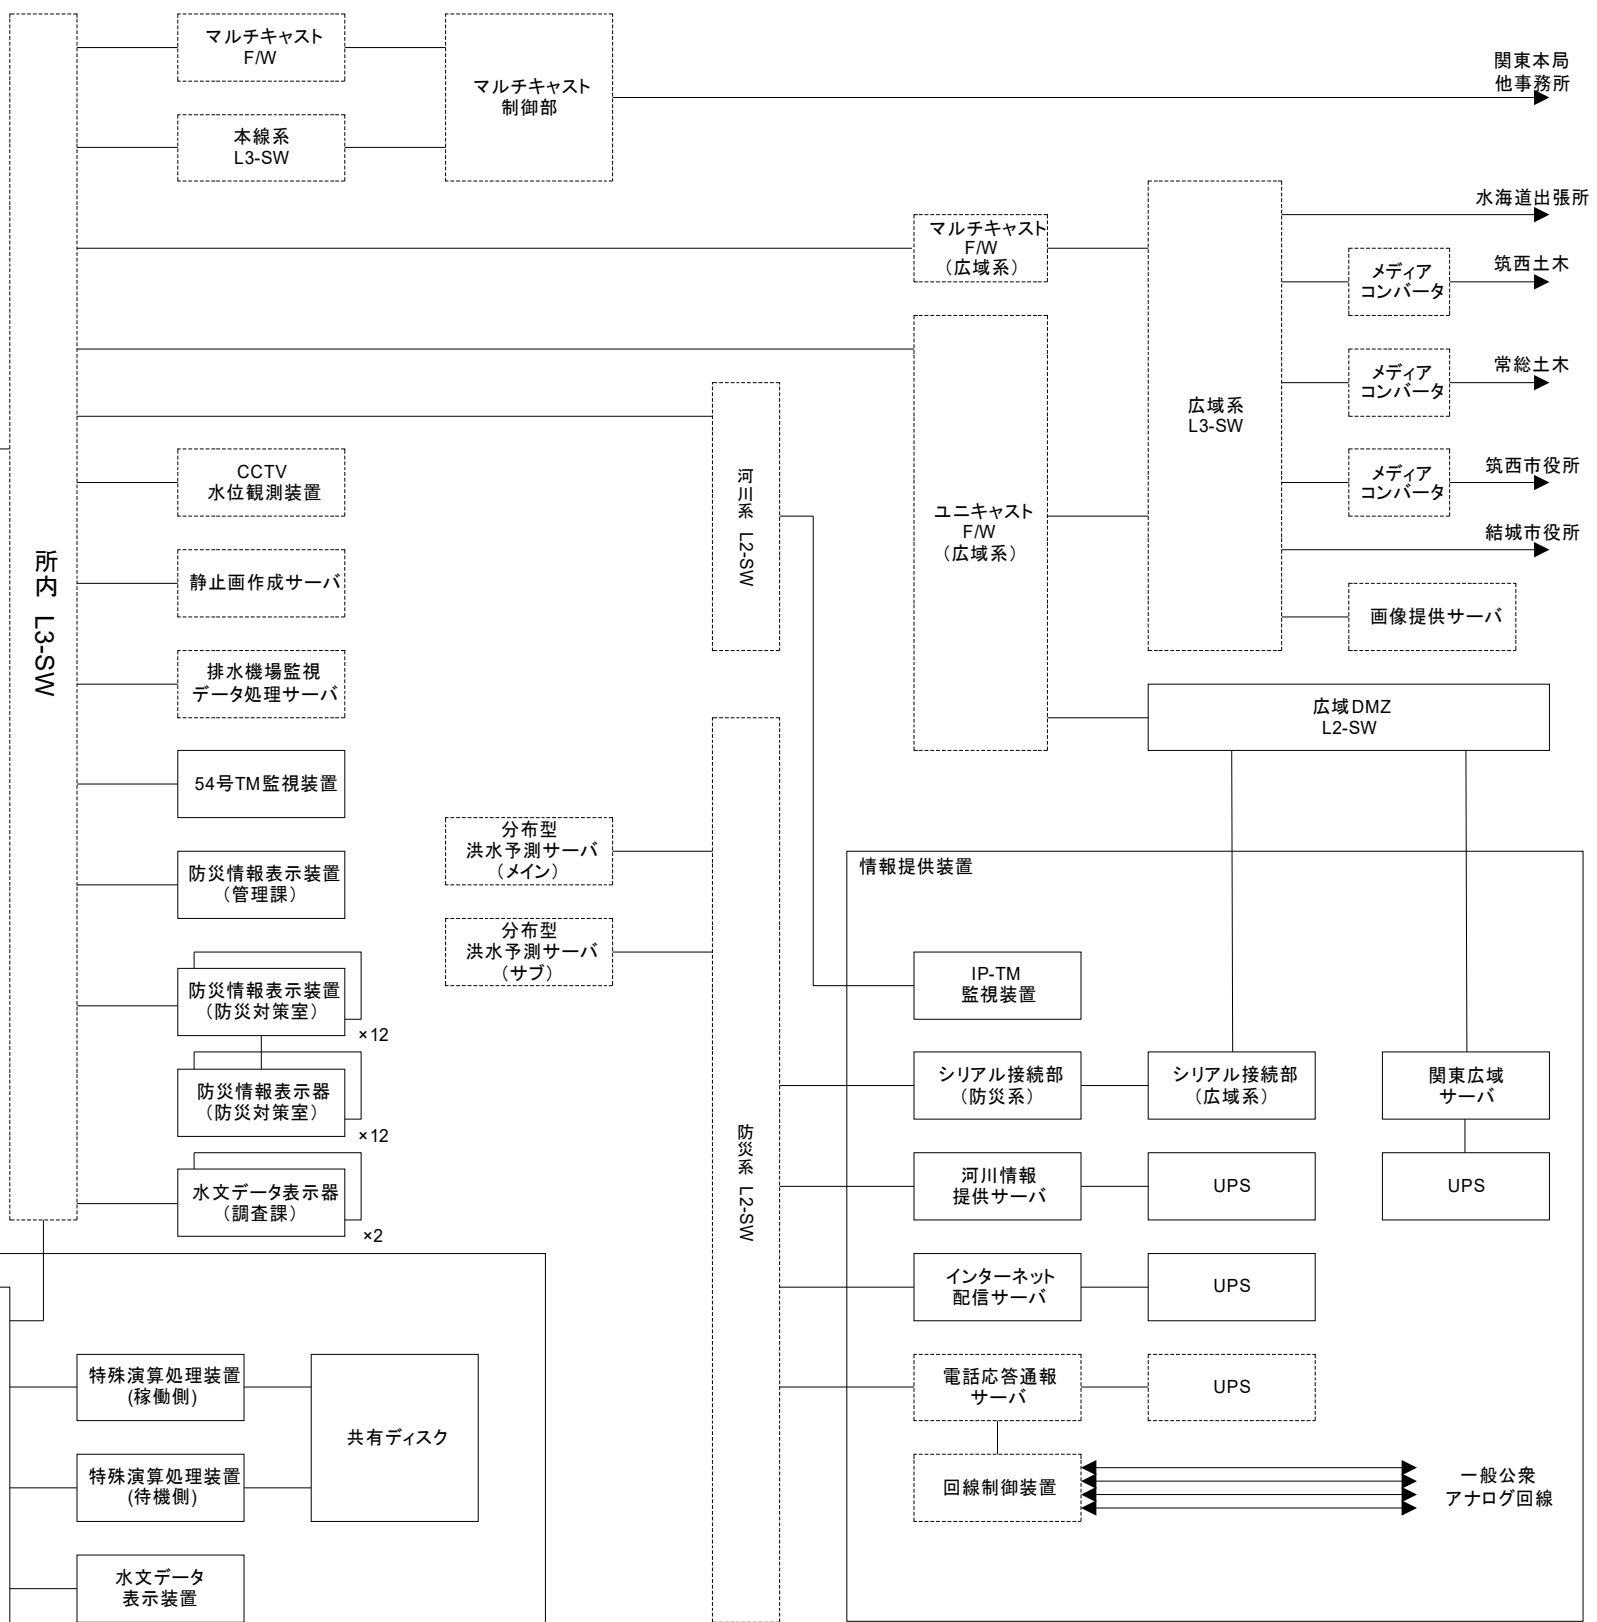 マルチキャスト
F/W
マルチキャスト
制御部
関東本局
他事務所
本線系
L3-SW
水海道出張所
マルチキャスト
F/W
（広域系）
メディア
コンバータ
筑西土木
メディア
コンバータ
常総土木
広域系
L3-SW
メディア
コンバータ
筑西市役所
結城市役所
画像提供サーバ
ユニキャスト
F/W
（広域系）
河川系 L2-SW
所内 L3-SW
CCTV
水位観測装置
静止画作成サーバ
排水機場監視
データ処理サーバ
54号TM監視装置
防災情報表示装置
（管理課）
防災情報表示装置
（防災対策室）
×12
防災情報表示器
（防災対策室）
×12
水文データ表示器
（調査課）
×2
広域DMZ
L2-SW
分布型
洪水予測サーバ
（メイン）
分布型
洪水予測サーバ
（サブ）
防災系 L2-SW
情報提供装置
IP-TM
監視装置
シリアル接続部
（防災系）
シリアル接続部
（広域系）
関東広域
サーバ
河川情報
提供サーバ
UPS
UPS
インターネット
配信サーバ
UPS
電話応答通報
サーバ
UPS
回線制御装置
一般公衆
アナログ回線
特殊演算処理装置
(稼働側)
共有ディスク
特殊演算処理装置
(待機側)
水文データ
表示装置